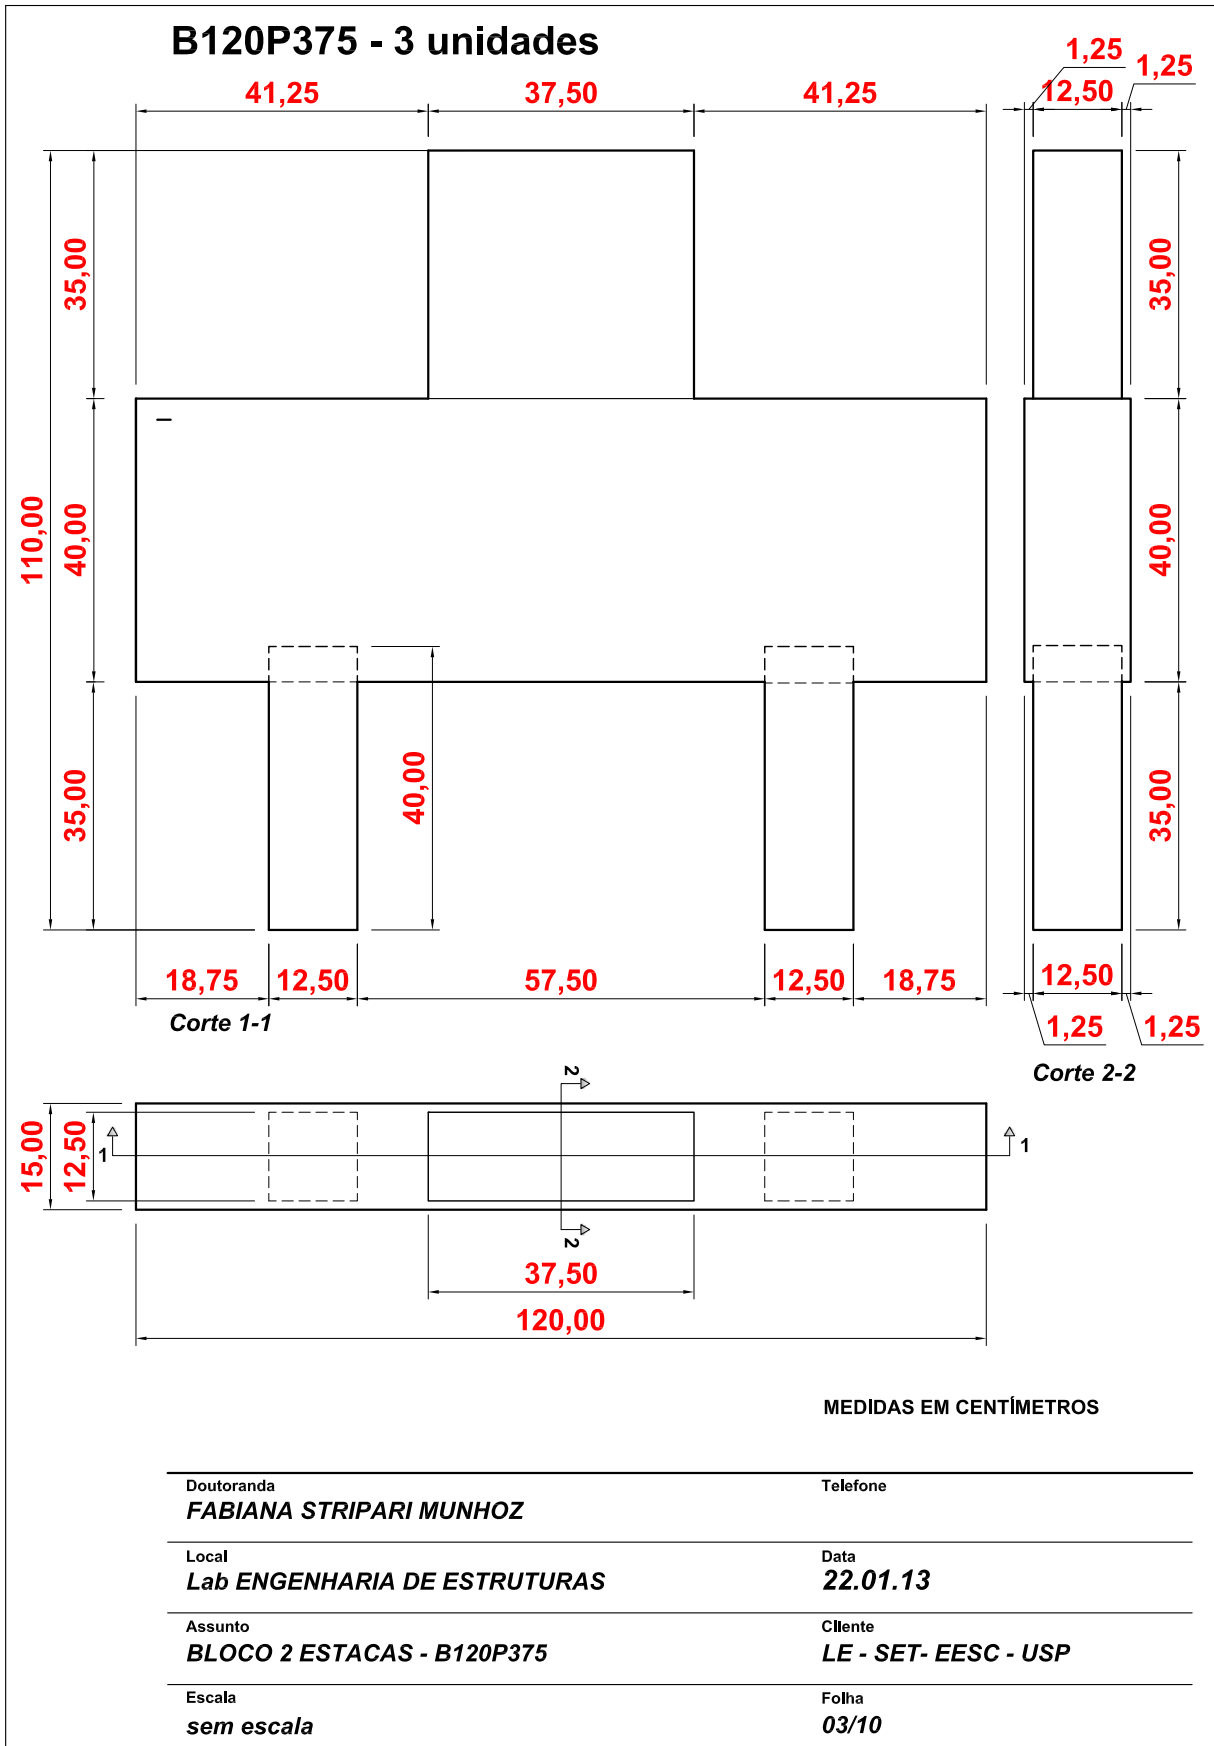 B120P375 - 3 unidades
1,25
1,25
41,25
37,50
41,25
12,50
35,00
35,00
110,00
40,00
40,00
35,00
40,00
35,00
18,75
12,50
57,50
12,50
18,75
12,50
Corte 1-1
1,25
1,25
Corte 2-2
2
15,00
12,50
1
1
2
37,50
120,00
MEDIDAS EM CENTÍMETROS
Doutoranda
Telefone
FABIANA STRIPARI MUNHOZ
Local
Data
Lab ENGENHARIA DE ESTRUTURAS
22.01.13
Assunto
Cliente
BLOCO 2 ESTACAS - B120P375
LE - SET- EESC - USP
Escala
Folha
sem escala
03/10